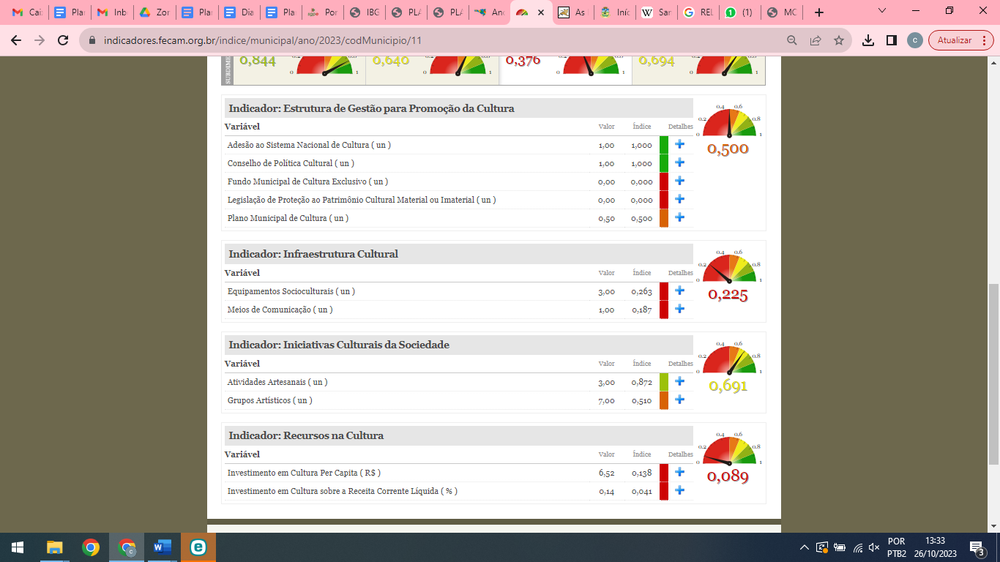 Cai
Plan
Inb
Zor
Plan
Dia
Pla
Por
IBG
PLA
PLA
Anc
As
Iníc
Sar
REL
(1)
MC
indicadores.fecam.org.br/indice/municipal/ano/2023/codMunicipio/11
Atualizar
0,844 0,640 0,376 0,694
0 1 0 1 0 1 0 1
Indicador: Estrutura de Gestão para Promoção da Cultura
Variável Valor Índice Detalhes
Adesão ao Sistema Nacional de Cultura ( un ) 1,00 1,000
Conselho de Política Cultural ( un ) 1,00 1,000
Fundo Municipal de Cultura Exclusivo ( un ) 0,00 0,000
Legislação de Proteção ao Patrimônio Cultural Material ou Imaterial ( un ) 0,00 0,000
Plano Municipal de Cultura ( un ) 0,50 0,500
0 0.2 0.4 0.6 0.8 1
0,500
Indicador: Infraestrutura Cultural
Variável Valor Índice Detalhes
Equipamentos Socioculturais ( un ) 3,00 0,263
Meios de Comunicação ( un ) 1,00 0,187
0 0.2 0.4 0.6 0.8 1
0,225
Indicador: Iniciativas Culturais da Sociedade
Variável Valor Índice Detalhes
Atividades Artesanais ( un ) 3,00 0,872
Grupos Artísticos ( un ) 7,00 0,510
0 0.2 0.4 0.6 0.8 1
0,691
Indicador: Recursos na Cultura
Variável Valor Índice Detalhes
Investimento em Cultura Per Capita ( R$ ) 6,52 0,138
Investimento em Cultura sobre a Receita Corrente Líquida ( % ) 0,14 0,041
0 0.2 0.4 0.6 0.8 1
0,089
POR
PTB2
13:33
26/10/2023
3